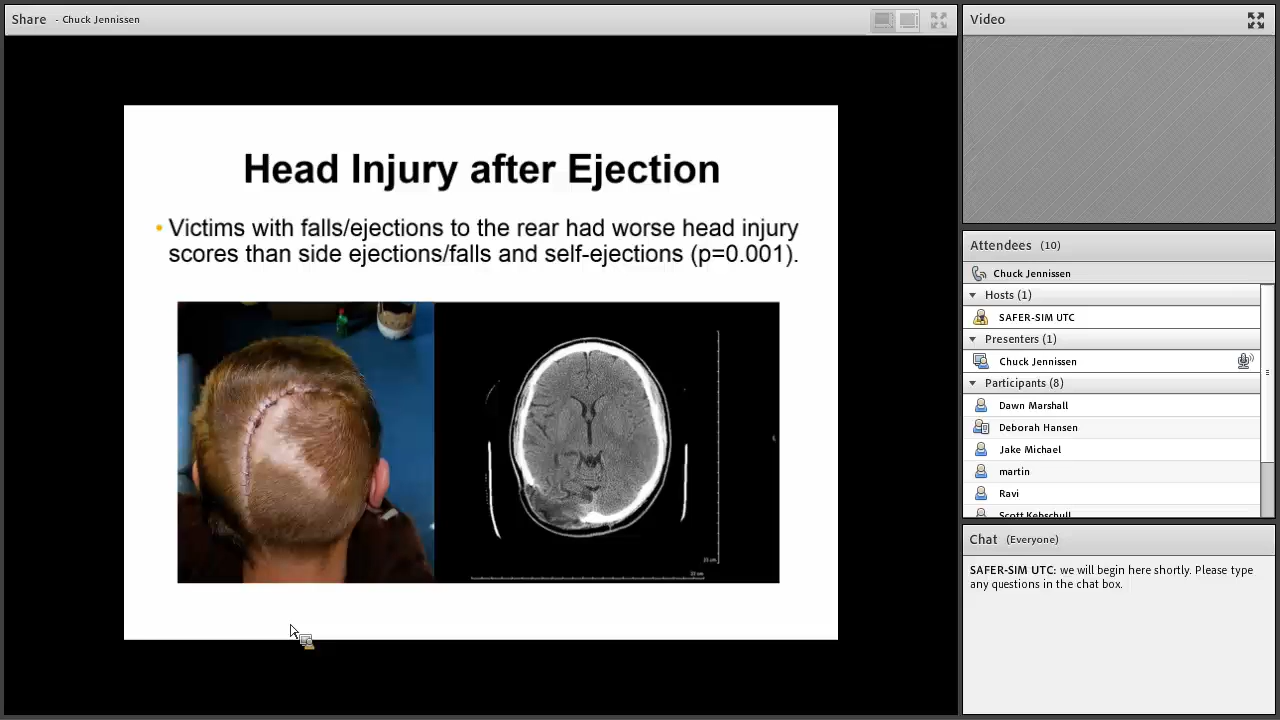 Share - Chuck Jennissen
Head Injury after Ejection
• Victims with falls/ejections to the rear had worse head injury
scores than side ejections/falls and self-ejections (p=0.001).
Video
Attendees (10)
Chuck Jennissen
Hosts (1)
SAFER-SIM UTC
Presenters (1)
Chuck Jennissen
Participants (8)
Dawn Marshall
Deborah Hansen
Jake Michael
martin
Ravi
Scott Kebschull
Chat (Everyone)
SAFER-SIM UTC: we will begin here shortly. Please type
any questions in the chat box.